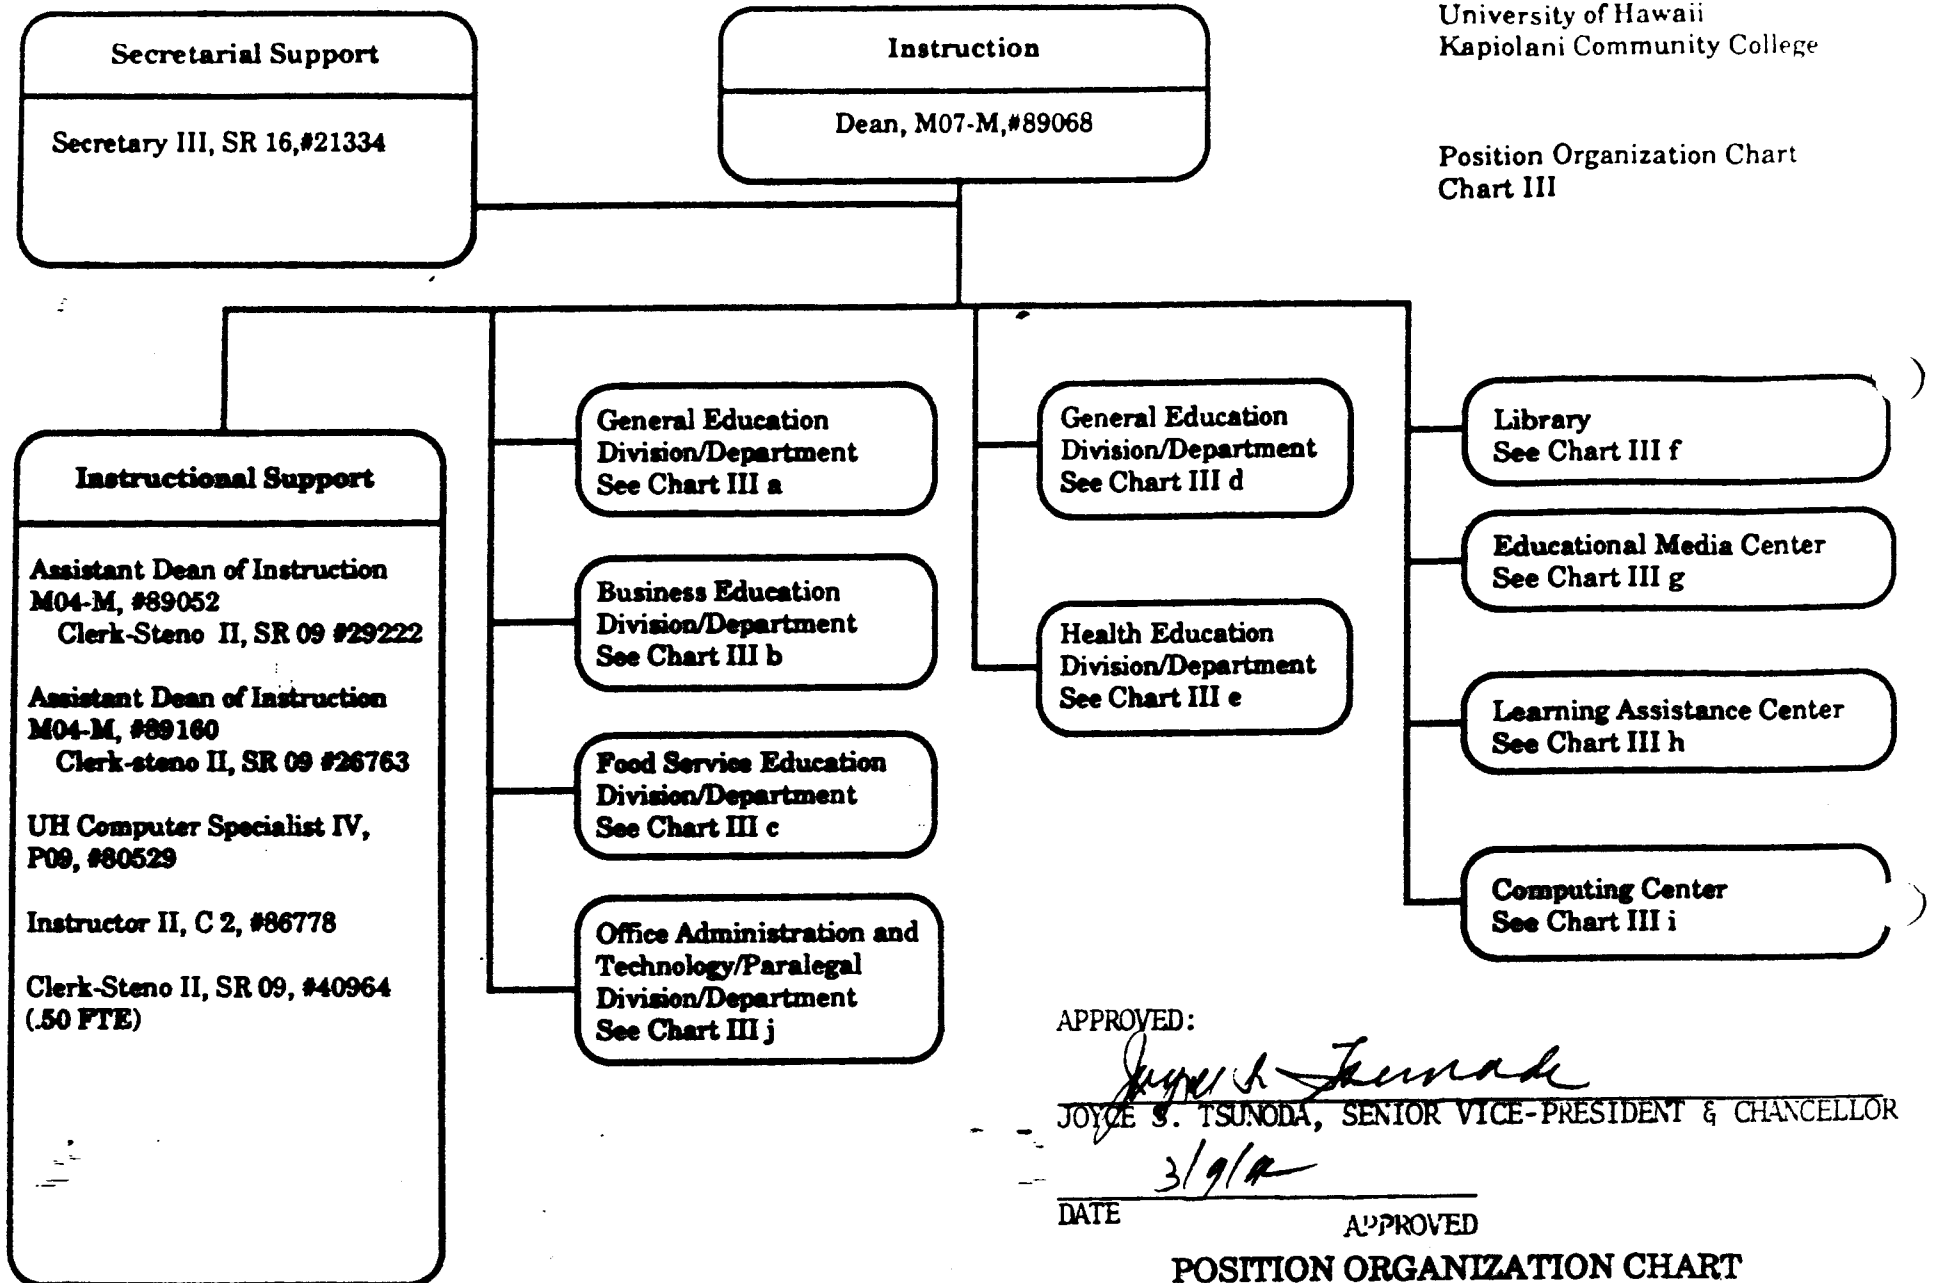 University of Hawaii
Kapiolani Community College
Position Organization Chart
Chart III
Secretarial Support
Secretary III, SR 16,#21334
Instruction
Dean, M07-M,#89068
Instructional Support
Assistant Dean of Instruction
M04-M, #89052
Clerk-Steno II, SR 09 #29222
Assistant Dean of Instruction
M04-M, #89160
Clerk-steno II, SR 09 #26763
UH Computer Specialist IV,
P09, #80529
Instructor II, C 2, #86778
Clerk-Steno II, SR 09, #40964
(.50 FTE)
General Education
Division/Department
See Chart III a
Business Education
Division/Department
See Chart III b
Food Service Education
Division/Department
See Chart III c
Office Administration and
Technology/Paralegal
Division/Department
See Chart III j
General Education
Division/Department
See Chart III d
Health Education
Division/Department
See Chart III e
Library
See Chart III f
Educational Media Center
See Chart III g
Learning Assistance Center
See Chart III h
Computing Center
See Chart III i
APPROVED:
JOYCE S. TSUNODA, SENIOR VICE-PRESIDENT & CHANCELLOR
DATE
APPROVED
POSITION ORGANIZATION CHART